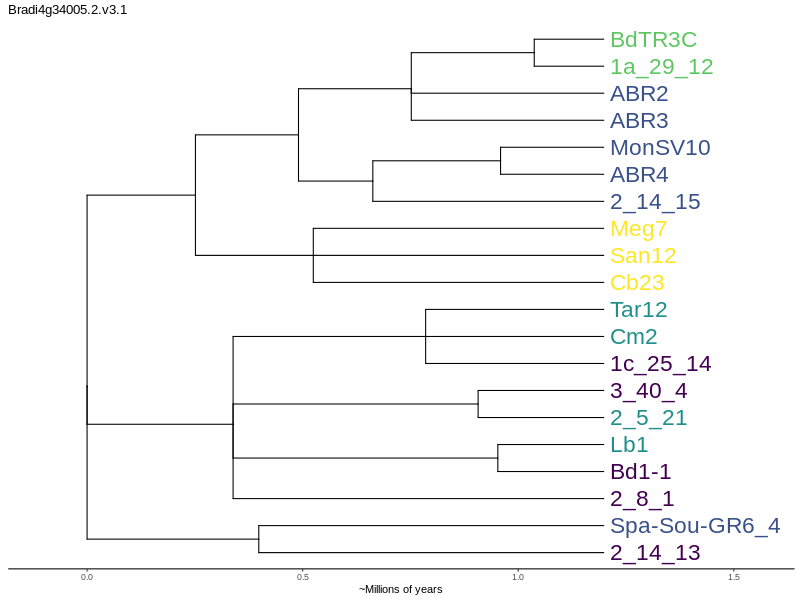 Bradi4g34005.2.v3.1
BdTR3C
1a_29_12
ABR2
ABR3
MonSV10
ABR4
2_14_15
Meg7
San12
Cb23
Tar12
Cm2
1c_25_14
3_40_4
2_5_21
Lb1
Bd1-1
2_8_1
Spa-Sou-GR6_4
2_14_13
0.0 0.5 1.0 1.5
~Millions of years